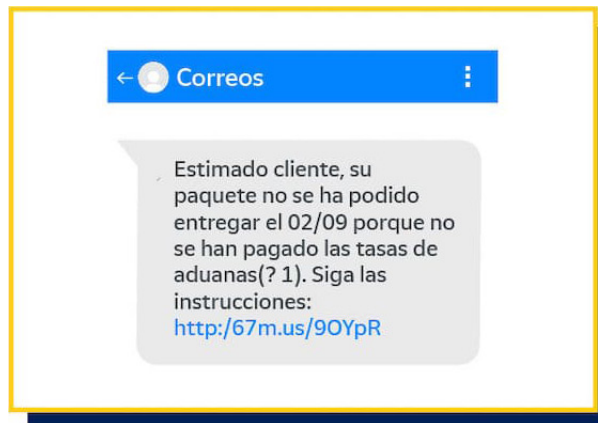 Correos
Estimado cliente, su
paquete no se ha podido
entregar el 02/09 porque no
se han pagado las tasas de
aduanas(? 1). Siga las
instrucciones:
http:/67m.us/9OYpR